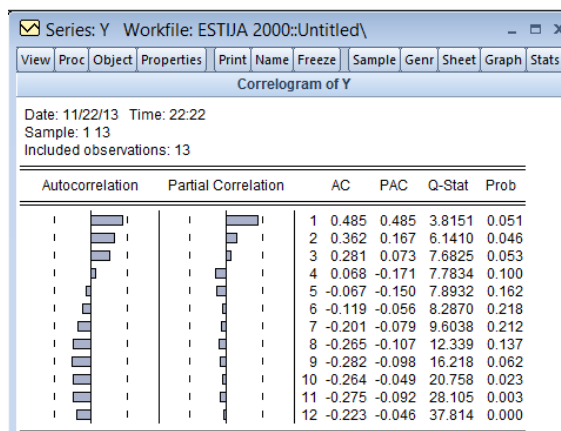 Series: Y Workfile: ESTIJA 2000::Untitled\
View Proc Object Properties Print Name Freeze Sample Genr Sheet Graph Stats
Correlogram of Y
Date: 11/22/13 Time: 22:22
Sample: 1 13
Included observations: 13
Autocorrelation Partial Correlation AC PAC Q-Stat Prob
1 0.485 0.485 3.8151 0.051
2 0.362 0.167 6.1410 0.046
3 0.281 0.073 7.6825 0.053
4 0.068 -0.171 7.7834 0.100
5 -0.067 -0.150 7.8932 0.162
6 -0.119 -0.056 8.2870 0.218
7 -0.201 -0.079 9.6038 0.212
8 -0.265 -0.107 12.339 0.137
9 -0.282 -0.098 16.218 0.062
10 -0.264 -0.049 20.758 0.023
11 -0.275 -0.092 28.105 0.003
12 -0.223 -0.046 37.814 0.000